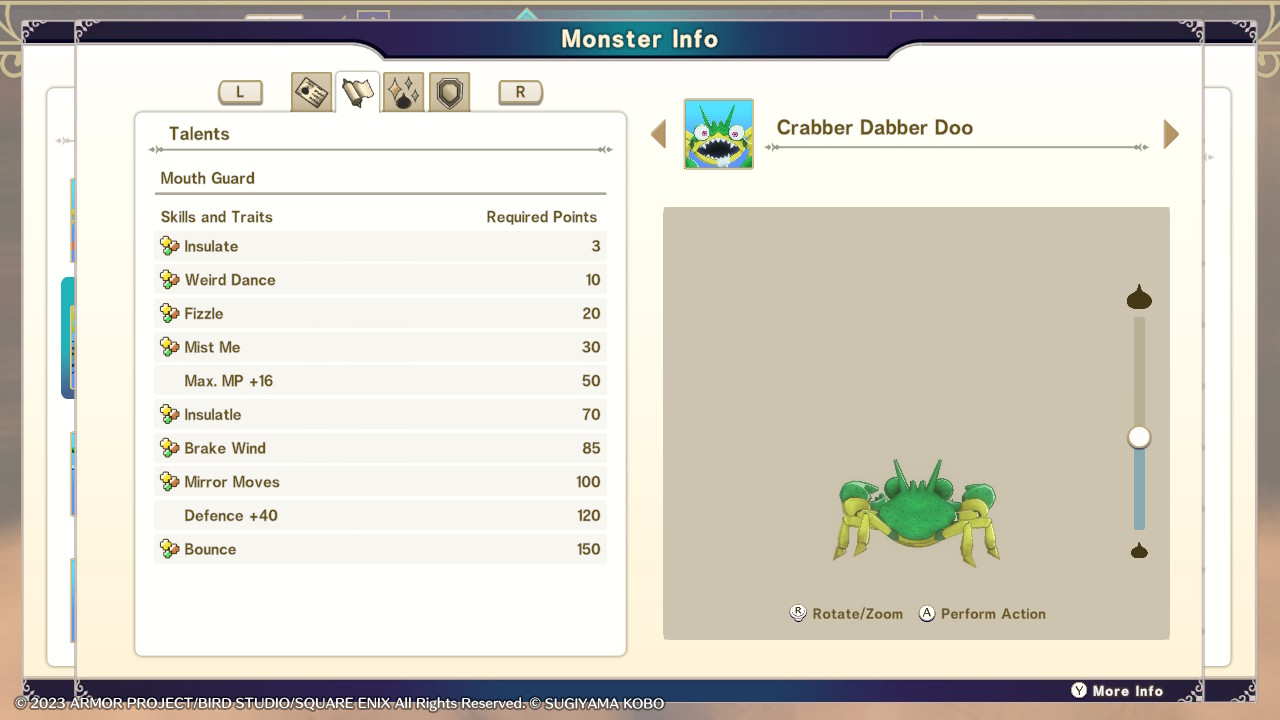 Monster Info
L
R
Talents
Mouth Guard
Skills and Traits Required Points
Insulate 3
Weird Dance 10
Fizzle 20
Mist Me 30
Max. MP +16 50
Insulatle 70
Brake Wind 85
Mirror Moves 100
Defence +40 120
Bounce 150
Crabber Dabber Doo
R Rotate/Zoom A Perform Action
Y More Info
© 2023 ARMOR PROJECT/BIRD STUDIO/SQUARE ENIX All Rights Reserved. © SUGIYAMA KOBO